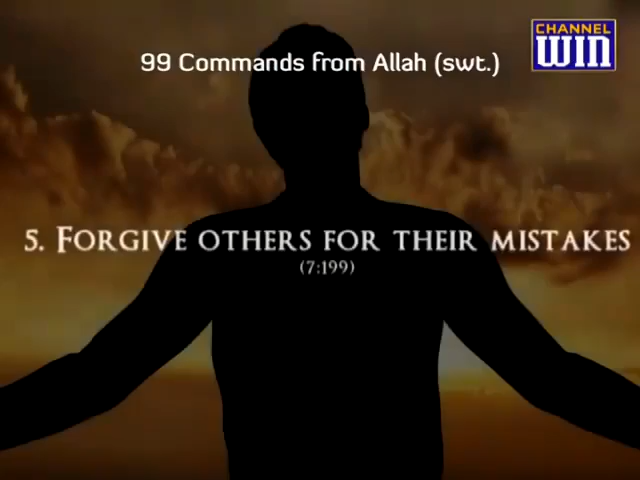 CHANNEL
WIN
99 Commands from Allah (swt.)
5. FORGIVE OTHERS FOR THEIR MISTAKES
(7:199)